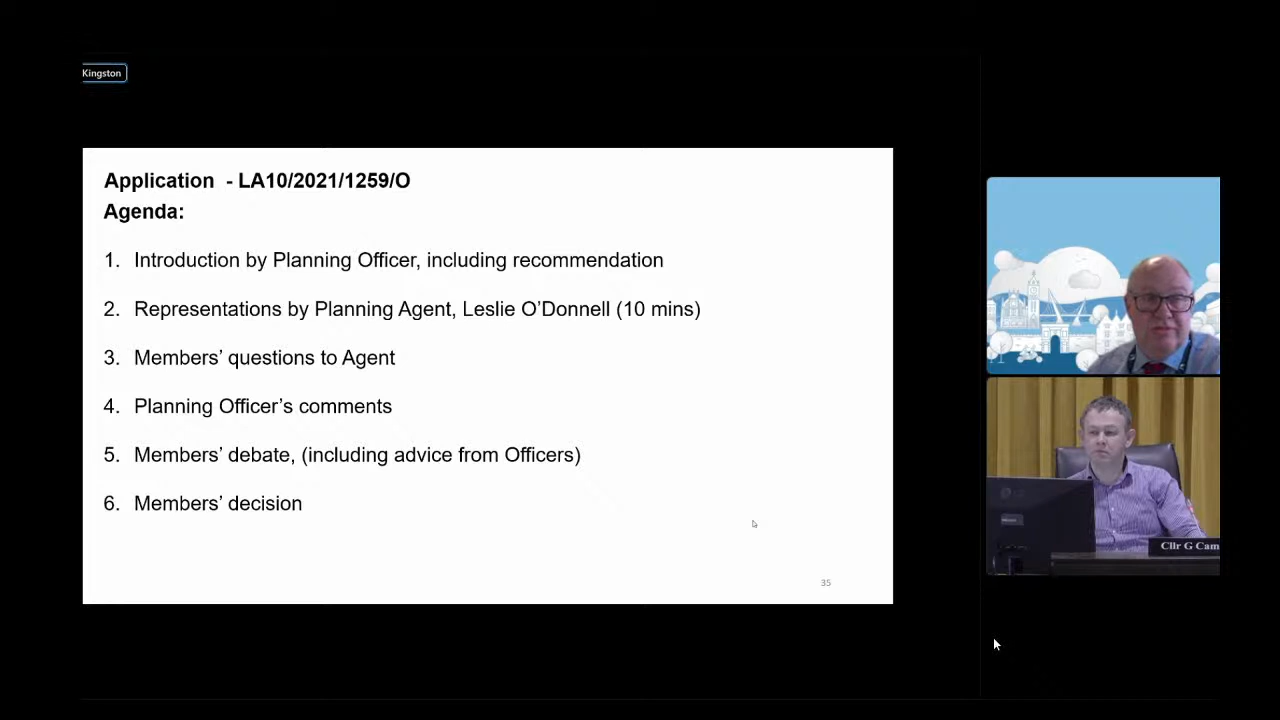 Kingston
Application - LA10/2021/1259/O
Agenda:
1. Introduction by Planning Officer, including recommendation
2. Representations by Planning Agent, Leslie O'Donnell (10 mins)
3. Members' questions to Agent
4. Planning Officer's comments
5. Members' debate, (including advice from Officers)
6. Members' decision
35
Cllr G Cam